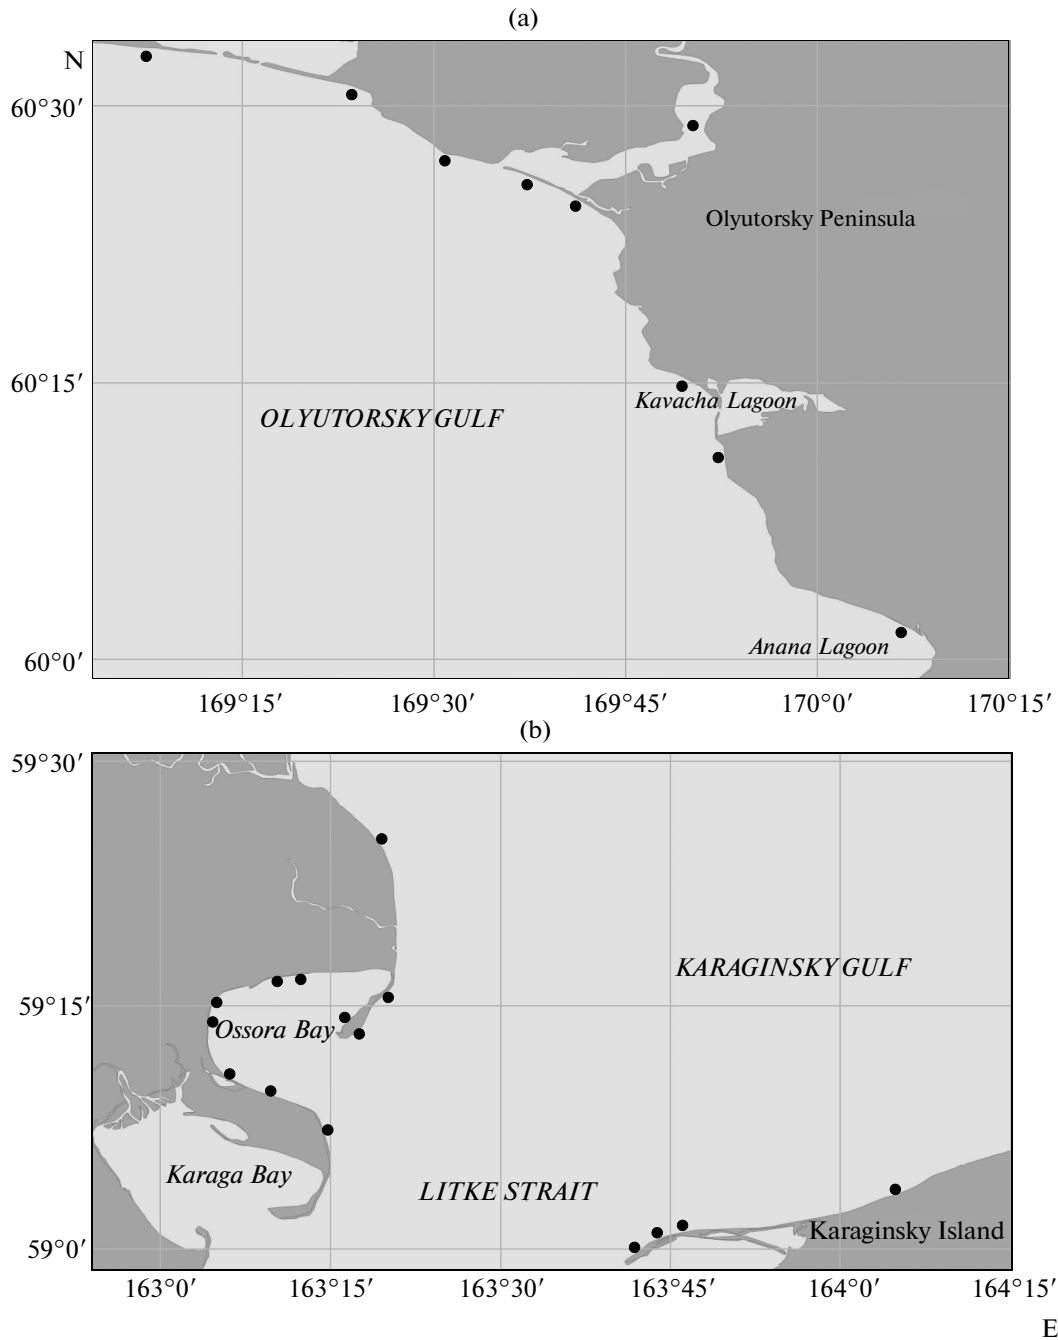 (a)
N
60°30′
Olyutorsky Peninsula
60°15′
Kavacha Lagoon
OLYUTORSKY GULF
Anana Lagoon
60°0′
169°15′ 169°30′ 169°45′ 170°0′ 170°15′
(b)
59°30′
KARAGINSKY GULF
59°15′
Ossora Bay
Karaga Bay
LITKE STRAIT
Karaginsky Island
59°0′
163°0′ 163°15′ 163°30′ 163°45′ 164°0′ 164°15′
E